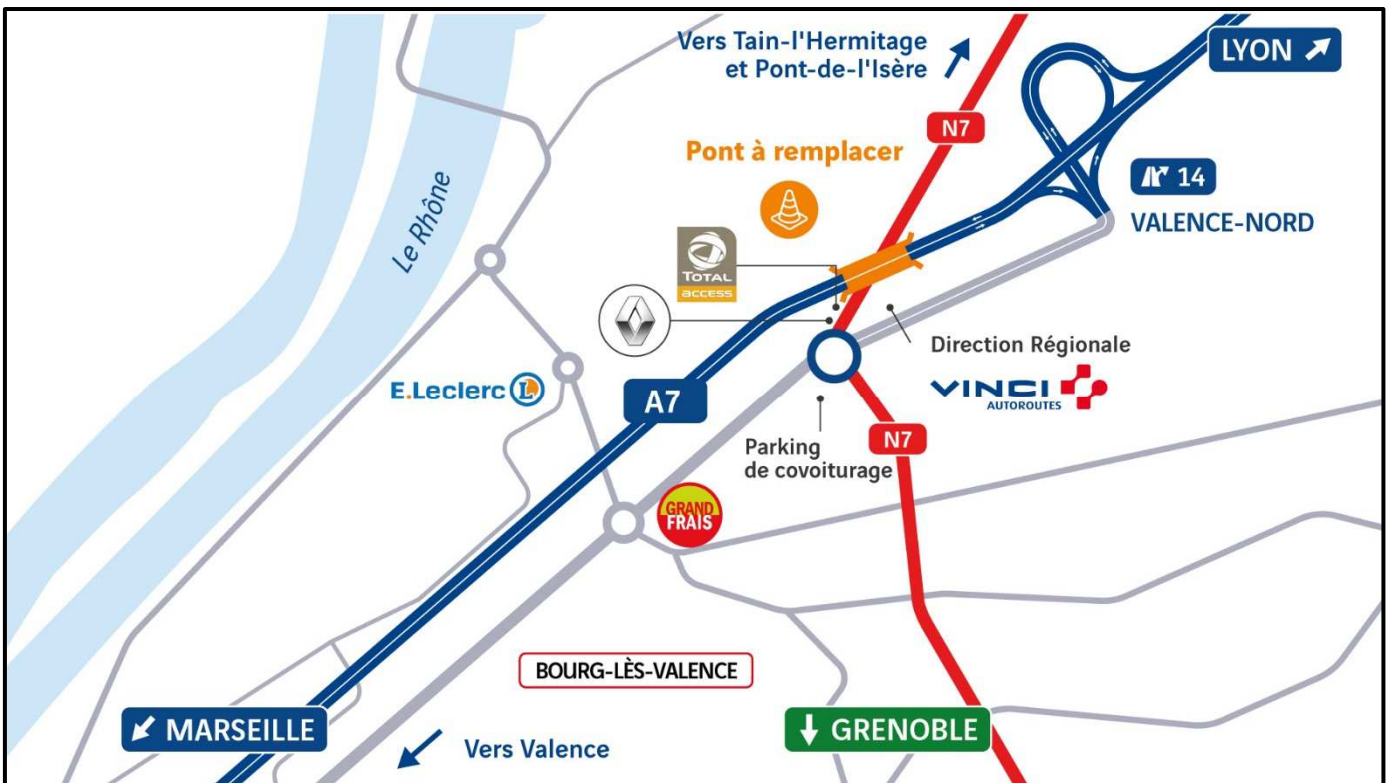 Vers Tain-l'Hermitage
et Pont-de-l'Isère
LYON
N7
Pont à remplacer
14
VALENCE-NORD
Le Rhône
TOTAL
access
Direction Régionale
VINCI
AUTOROUTES
E.Leclerc L
A7
N7
Parking
de covoiturage
GRAND
FRAIS
BOURG-LÈS-VALENCE
MARSEILLE
GRENOBLE
Vers Valence